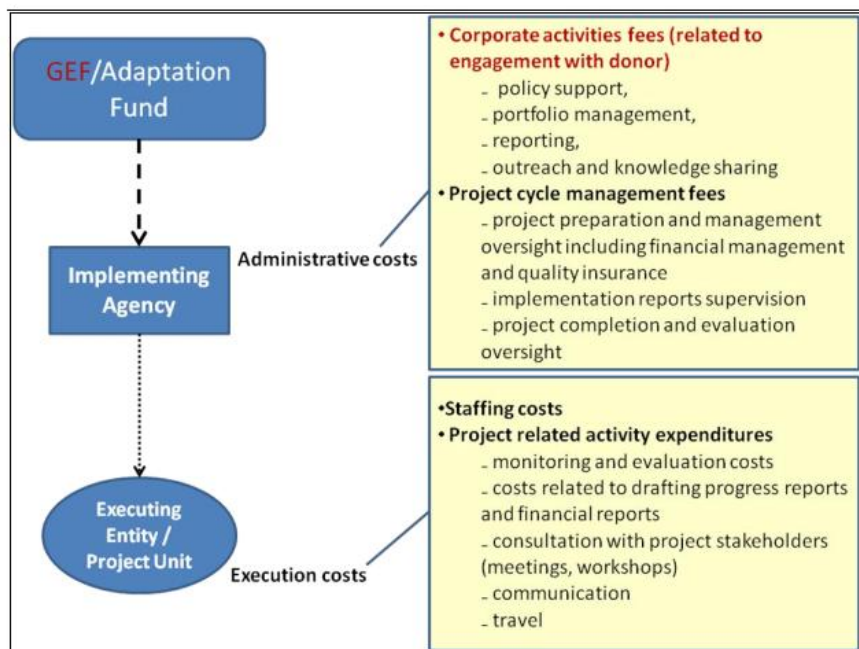 GEF/Adaptation
Fund
Implementing
Agency
Administrative costs
Executing
Entity /
Project Unit
Execution costs
• Corporate activities fees (related to
engagement with donor)
– policy support,
– portfolio management,
– reporting,
– outreach and knowledge sharing
• Project cycle management fees
– project preparation and management
oversight including financial management
and quality insurance
– implementation reports supervision
– project completion and evaluation
oversight
•Staffing costs
•Project related activity expenditures
– monitoring and evaluation costs
– costs related to drafting progress reports
and financial reports
– consultation with project stakeholders
(meetings, workshops)
– communication
– travel